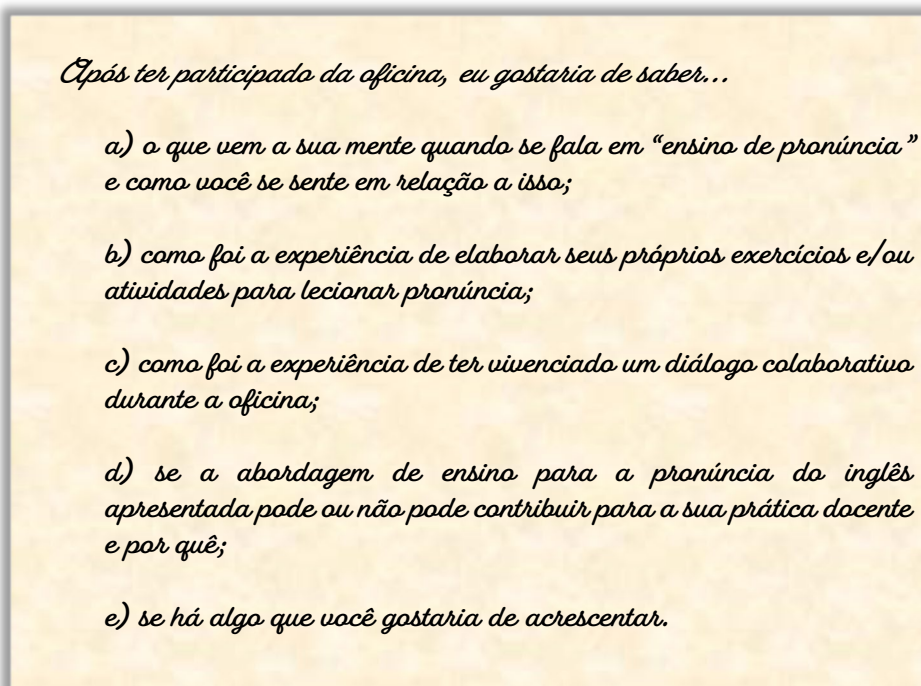 Após ter participado da oficina, eu gostaria de saber...
a) o que vem a sua mente quando se fala em “ensino de pronúncia”
e como você se sente em relação a isso;
b) como foi a experiência de elaborar seus próprios exercícios e/ou
atividades para lecionar pronúncia;
c) como foi a experiência de ter vivenciado um diálogo colaborativo
durante a oficina;
d) se a abordagem de ensino para a pronúncia do inglês
apresentada pode ou não pode contribuir para a sua prática docente
e por quê;
e) se há algo que você gostaria de acrescentar.